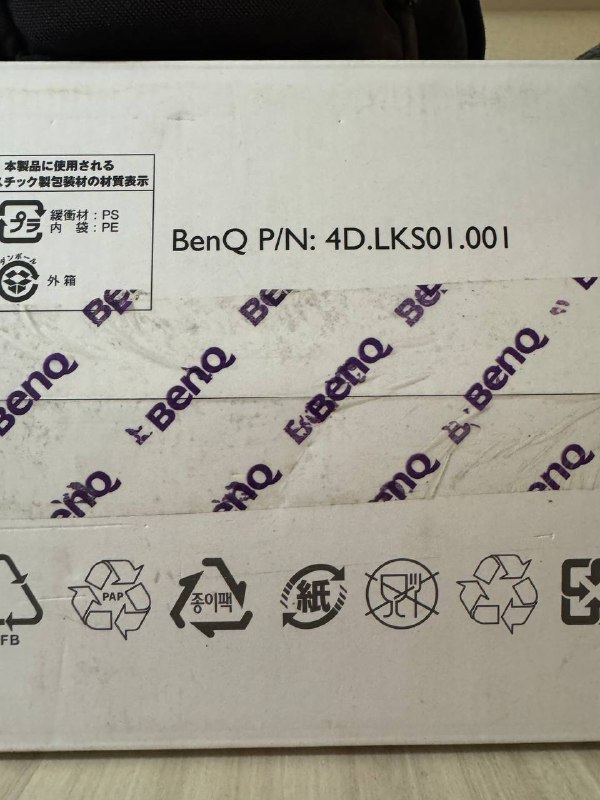 本製品に使用される
スチック製包装材の材質表示
プラ
緩衝材：PS
内 袋：PE
ダンボール
外 箱
BenQ P/N: 4D.LKS01.001
BenQ
BenQ
BenQ
BenQ
FB
PAP
종이팩
紙